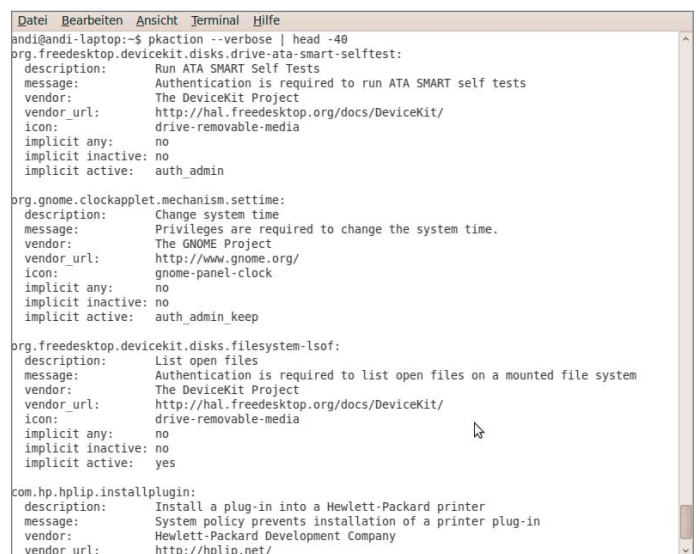 Datei Bearbeiten Ansicht Terminal Hilfe
andi@andi-laptop:~$ pkaction --verbose | head -40
org.freedesktop.devicekit.disks.drive-ata-smart-selftest:
  description:       Run ATA SMART Self Tests
  message:           Authentication is required to run ATA SMART self tests
  vendor:            The DeviceKit Project
  vendor_url:        http://hal.freedesktop.org/docs/DeviceKit/
  icon:              drive-removable-media
  implicit any:      no
  implicit inactive: no
  implicit active:   auth_admin

org.gnome.clockapplet.mechanism.settime:
  description:       Change system time
  message:           Privileges are required to change the system time.
  vendor:            The GNOME Project
  vendor_url:        http://www.gnome.org/
  icon:              gnome-panel-clock
  implicit any:      no
  implicit inactive: no
  implicit active:   auth_admin_keep

org.freedesktop.devicekit.disks.filesystem-lsof:
  description:       List open files
  message:           Authentication is required to list open files on a mounted file system
  vendor:            The DeviceKit Project
  vendor_url:        http://hal.freedesktop.org/docs/DeviceKit/
  icon:              drive-removable-media
  implicit any:      no
  implicit inactive: no
  implicit active:   yes

com.hp.hplip.installplugin:
  description:       Install a plug-in into a Hewlett-Packard printer
  message:           System policy prevents installation of a printer plug-in
  vendor:            Hewlett-Packard Development Company
  vendor_url:        http://hplip.net/